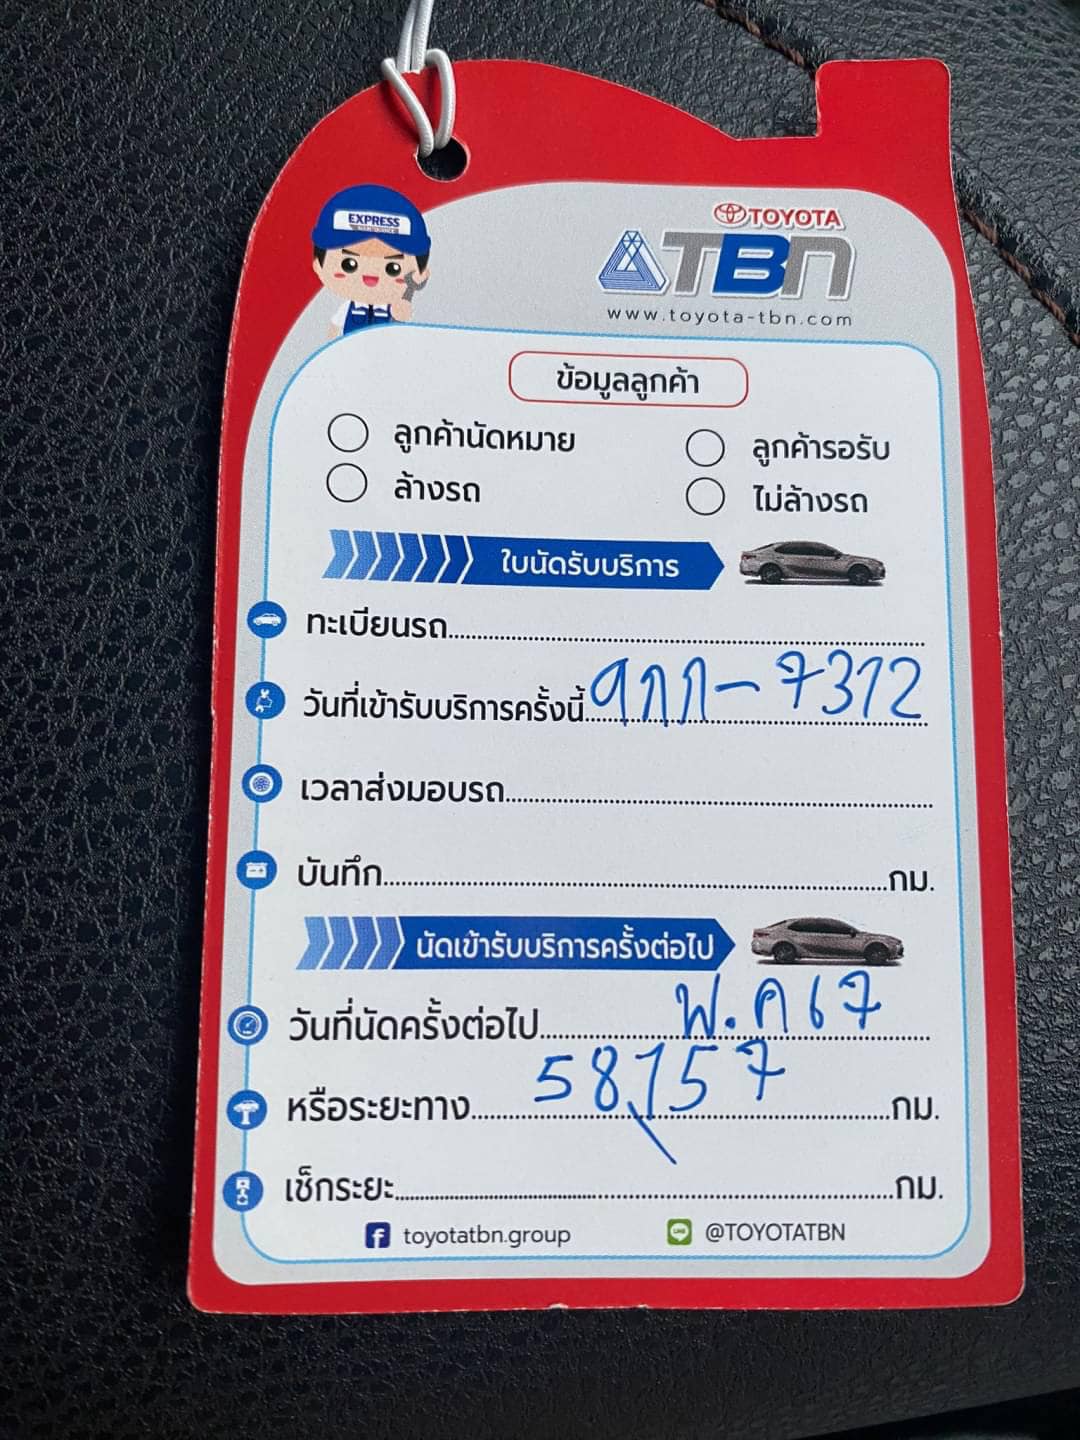 EXPRESS
MAINTENANCE
TOYOTA
TBN
www.toyota-tbn.com
ข้อมูลลูกค้า
ลูกค้านัดหมาย ลูกค้ารอรับ
ล้างรถ ไม่ล้างรถ
ใบนัดรับบริการ
ทะเบียนรถ
วันที่เข้ารับบริการครั้งนี้ 9กก-7312
เวลาส่งมอบรถ
บันทึก กม.
นัดเข้ารับบริการครั้งต่อไป
วันที่นัดครั้งต่อไป พ.ค 67
หรือระยะทาง 58,157 กม.
เช็กระยะ กม.
toyotatbn.group LINE @TOYOTATBN